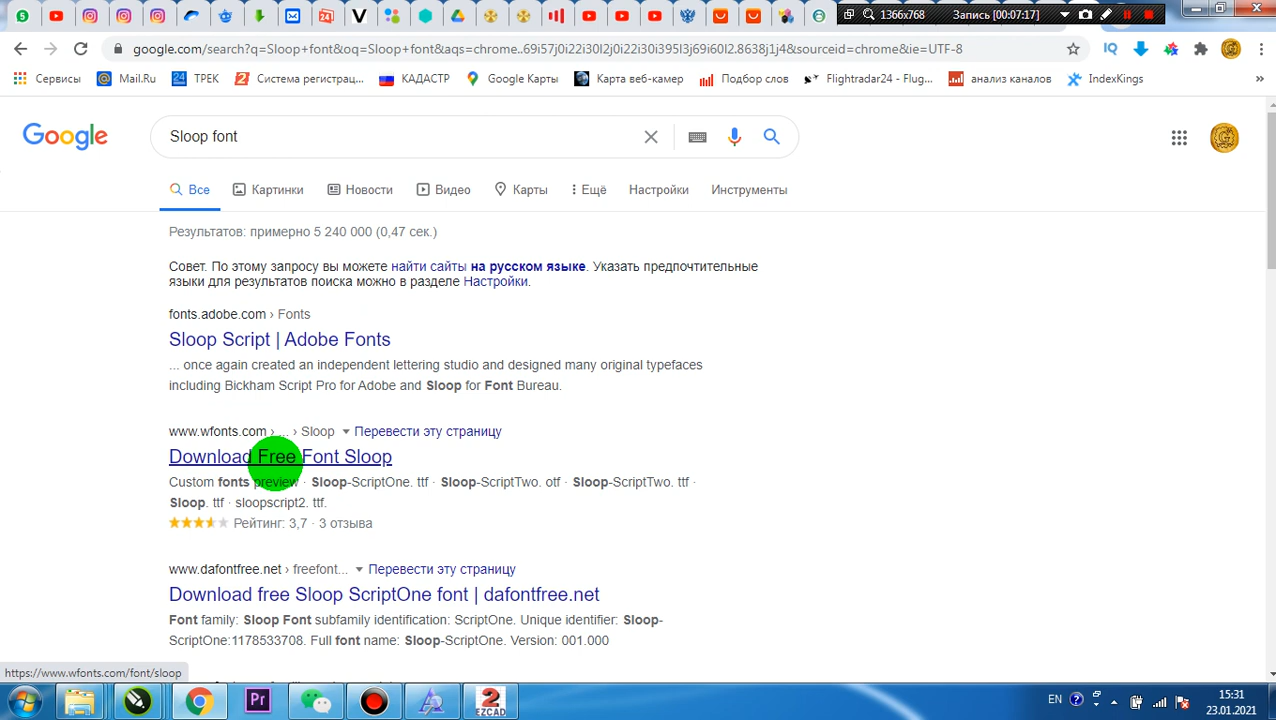 1366x768
Запись [00:07:17]
google.com/search?q=Sloop+font&oq=Sloop+font&aqs=chrome..69i57j0i22i30l2j0i22i30i395l3j69i60l2.8638j1j4&sourceid=chrome&ie=UTF-8
IQ
Сервисы
Mail.Ru
24 ТРЕК
Система регистрац...
КАДАСТР
Google Карты
Карта веб-камер
Подбор слов
Flightradar24 - Flug...
анализ каналов
IndexKings
»
Google
Sloop font
Все
Картинки
Новости
Видео
Карты
Ещё
Настройки
Инструменты
Результатов: примерно 5 240 000 (0,47 сек.)
Совет. По этому запросу вы можете найти сайты на русском языке. Указать предпочтительные
языки для результатов поиска можно в разделе Настройки.
fonts.adobe.com › Fonts
Sloop Script | Adobe Fonts
... once again created an independent lettering studio and designed many original typefaces
including Bickham Script Pro for Adobe and Sloop for Font Bureau.
www.wfonts.com › ... › Sloop
Перевести эту страницу
Download Free Font Sloop
Custom fonts preview · Sloop-ScriptOne. ttf · Sloop-ScriptTwo. otf · Sloop-ScriptTwo. ttf ·
Sloop. ttf · sloopscript2. ttf.
Рейтинг: 3,7 · 3 отзыва
www.dafontfree.net › freefont...
Перевести эту страницу
Download free Sloop ScriptOne font | dafontfree.net
Font family: Sloop Font subfamily identification: ScriptOne. Unique identifier: Sloop-
ScriptOne:1178533708. Full font name: Sloop-ScriptOne. Version: 001.000
https://www.wfonts.com/font/sloop
Pr
2
EZCAD
EN
15:31
23.01.2021